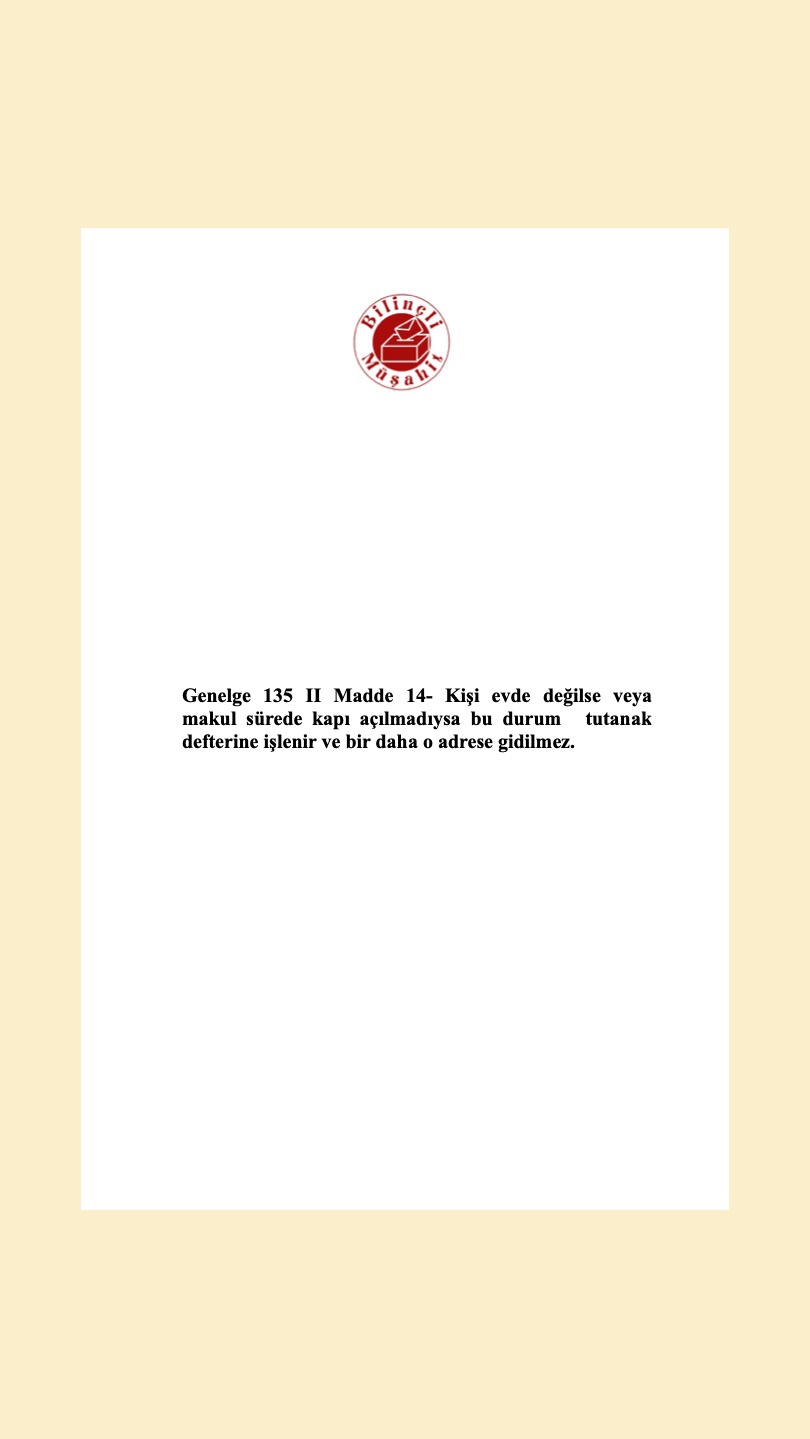 Bilinçli
Müşahit
Genelge 135 II Madde 14- Kişi evde değilse veya
makul sürede kapı açılmadıysa bu durum tutanak
defterine işlenir ve bir daha o adrese gidilmez.